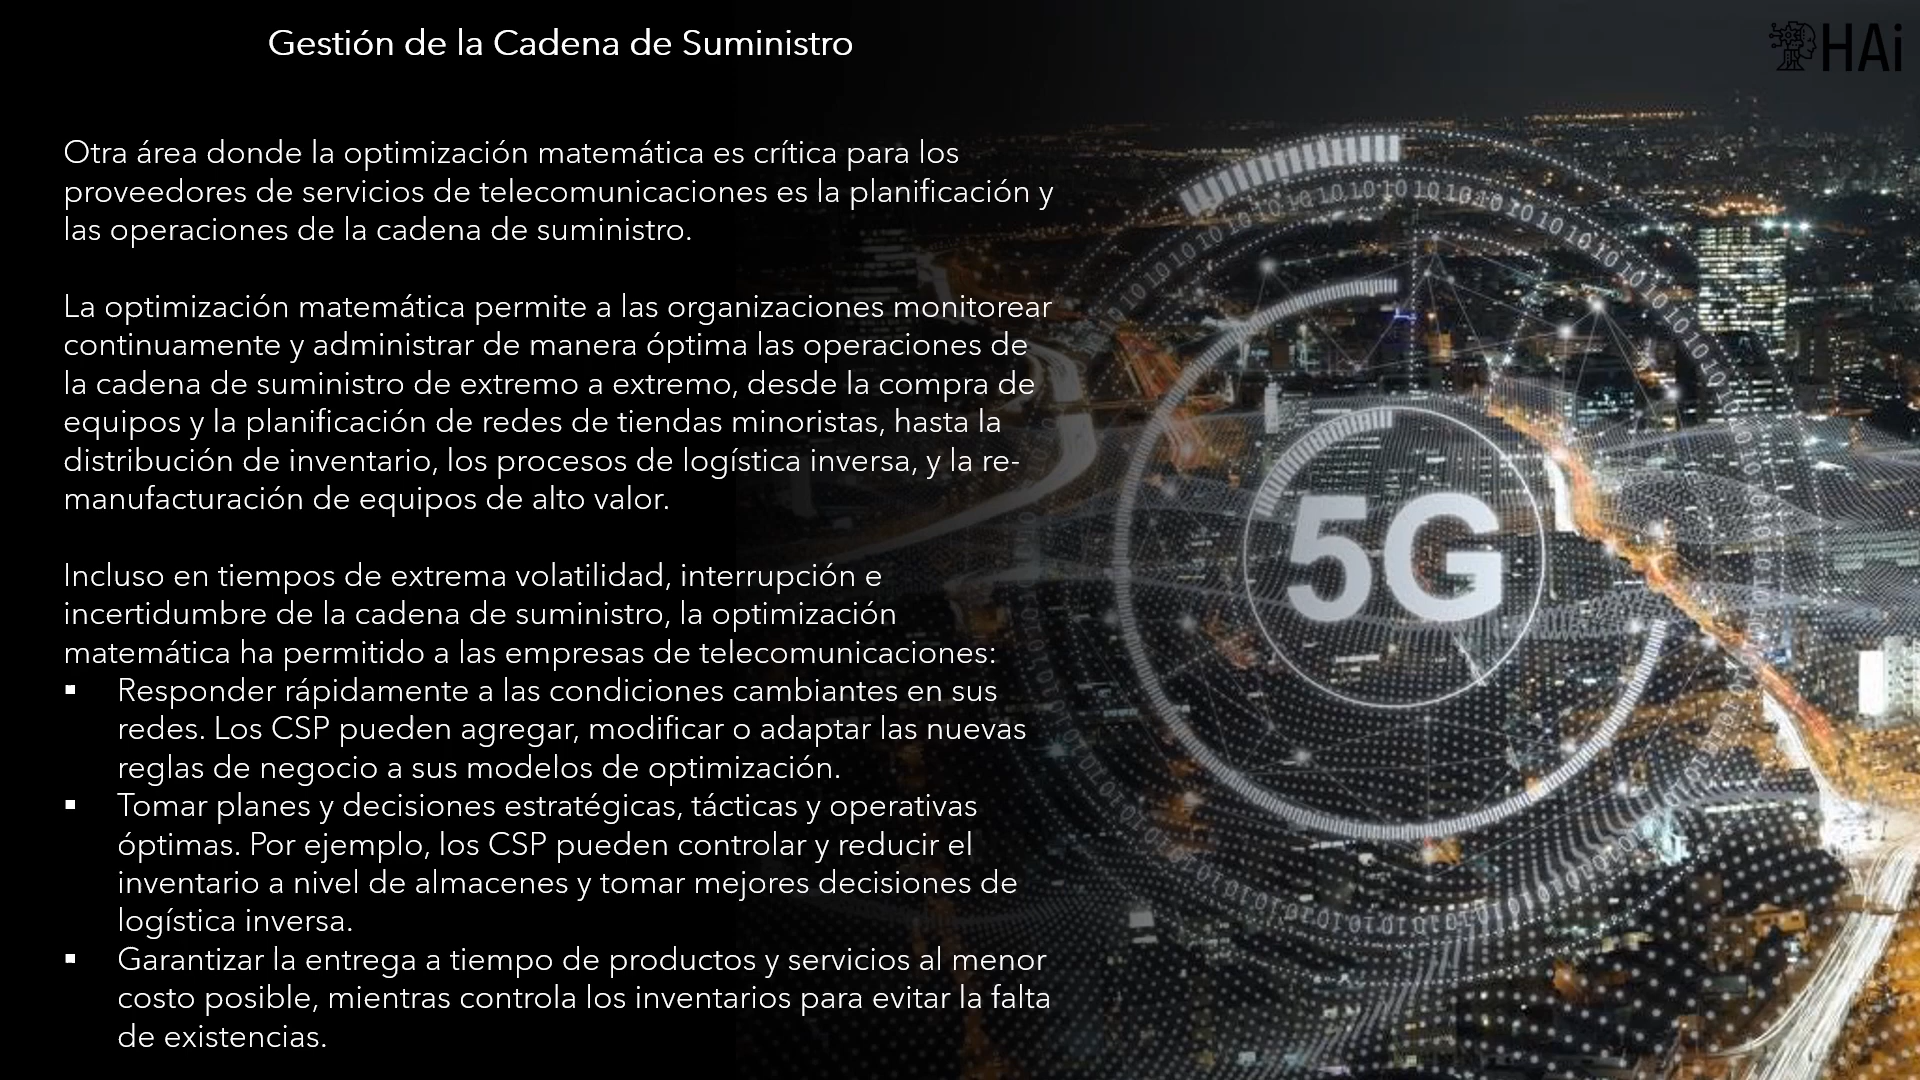 Gestión de la Cadena de Suministro
HAi
Otra área donde la optimización matemática es crítica para los
proveedores de servicios de telecomunicaciones es la planificación y
las operaciones de la cadena de suministro.
La optimización matemática permite a las organizaciones monitorear
continuamente y administrar de manera óptima las operaciones de
la cadena de suministro de extremo a extremo, desde la compra de
equipos y la planificación de redes de tiendas minoristas, hasta la
distribución de inventario, los procesos de logística inversa, y la re-
manufacturación de equipos de alto valor.
Incluso en tiempos de extrema volatilidad, interrupción e
incertidumbre de la cadena de suministro, la optimización
matemática ha permitido a las empresas de telecomunicaciones:
▪ Responder rápidamente a las condiciones cambiantes en sus
redes. Los CSP pueden agregar, modificar o adaptar las nuevas
reglas de negocio a sus modelos de optimización.
▪ Tomar planes y decisiones estratégicas, tácticas y operativas
óptimas. Por ejemplo, los CSP pueden controlar y reducir el
inventario a nivel de almacenes y tomar mejores decisiones de
logística inversa.
▪ Garantizar la entrega a tiempo de productos y servicios al menor
costo posible, mientras controla los inventarios para evitar la falta
de existencias.
5G